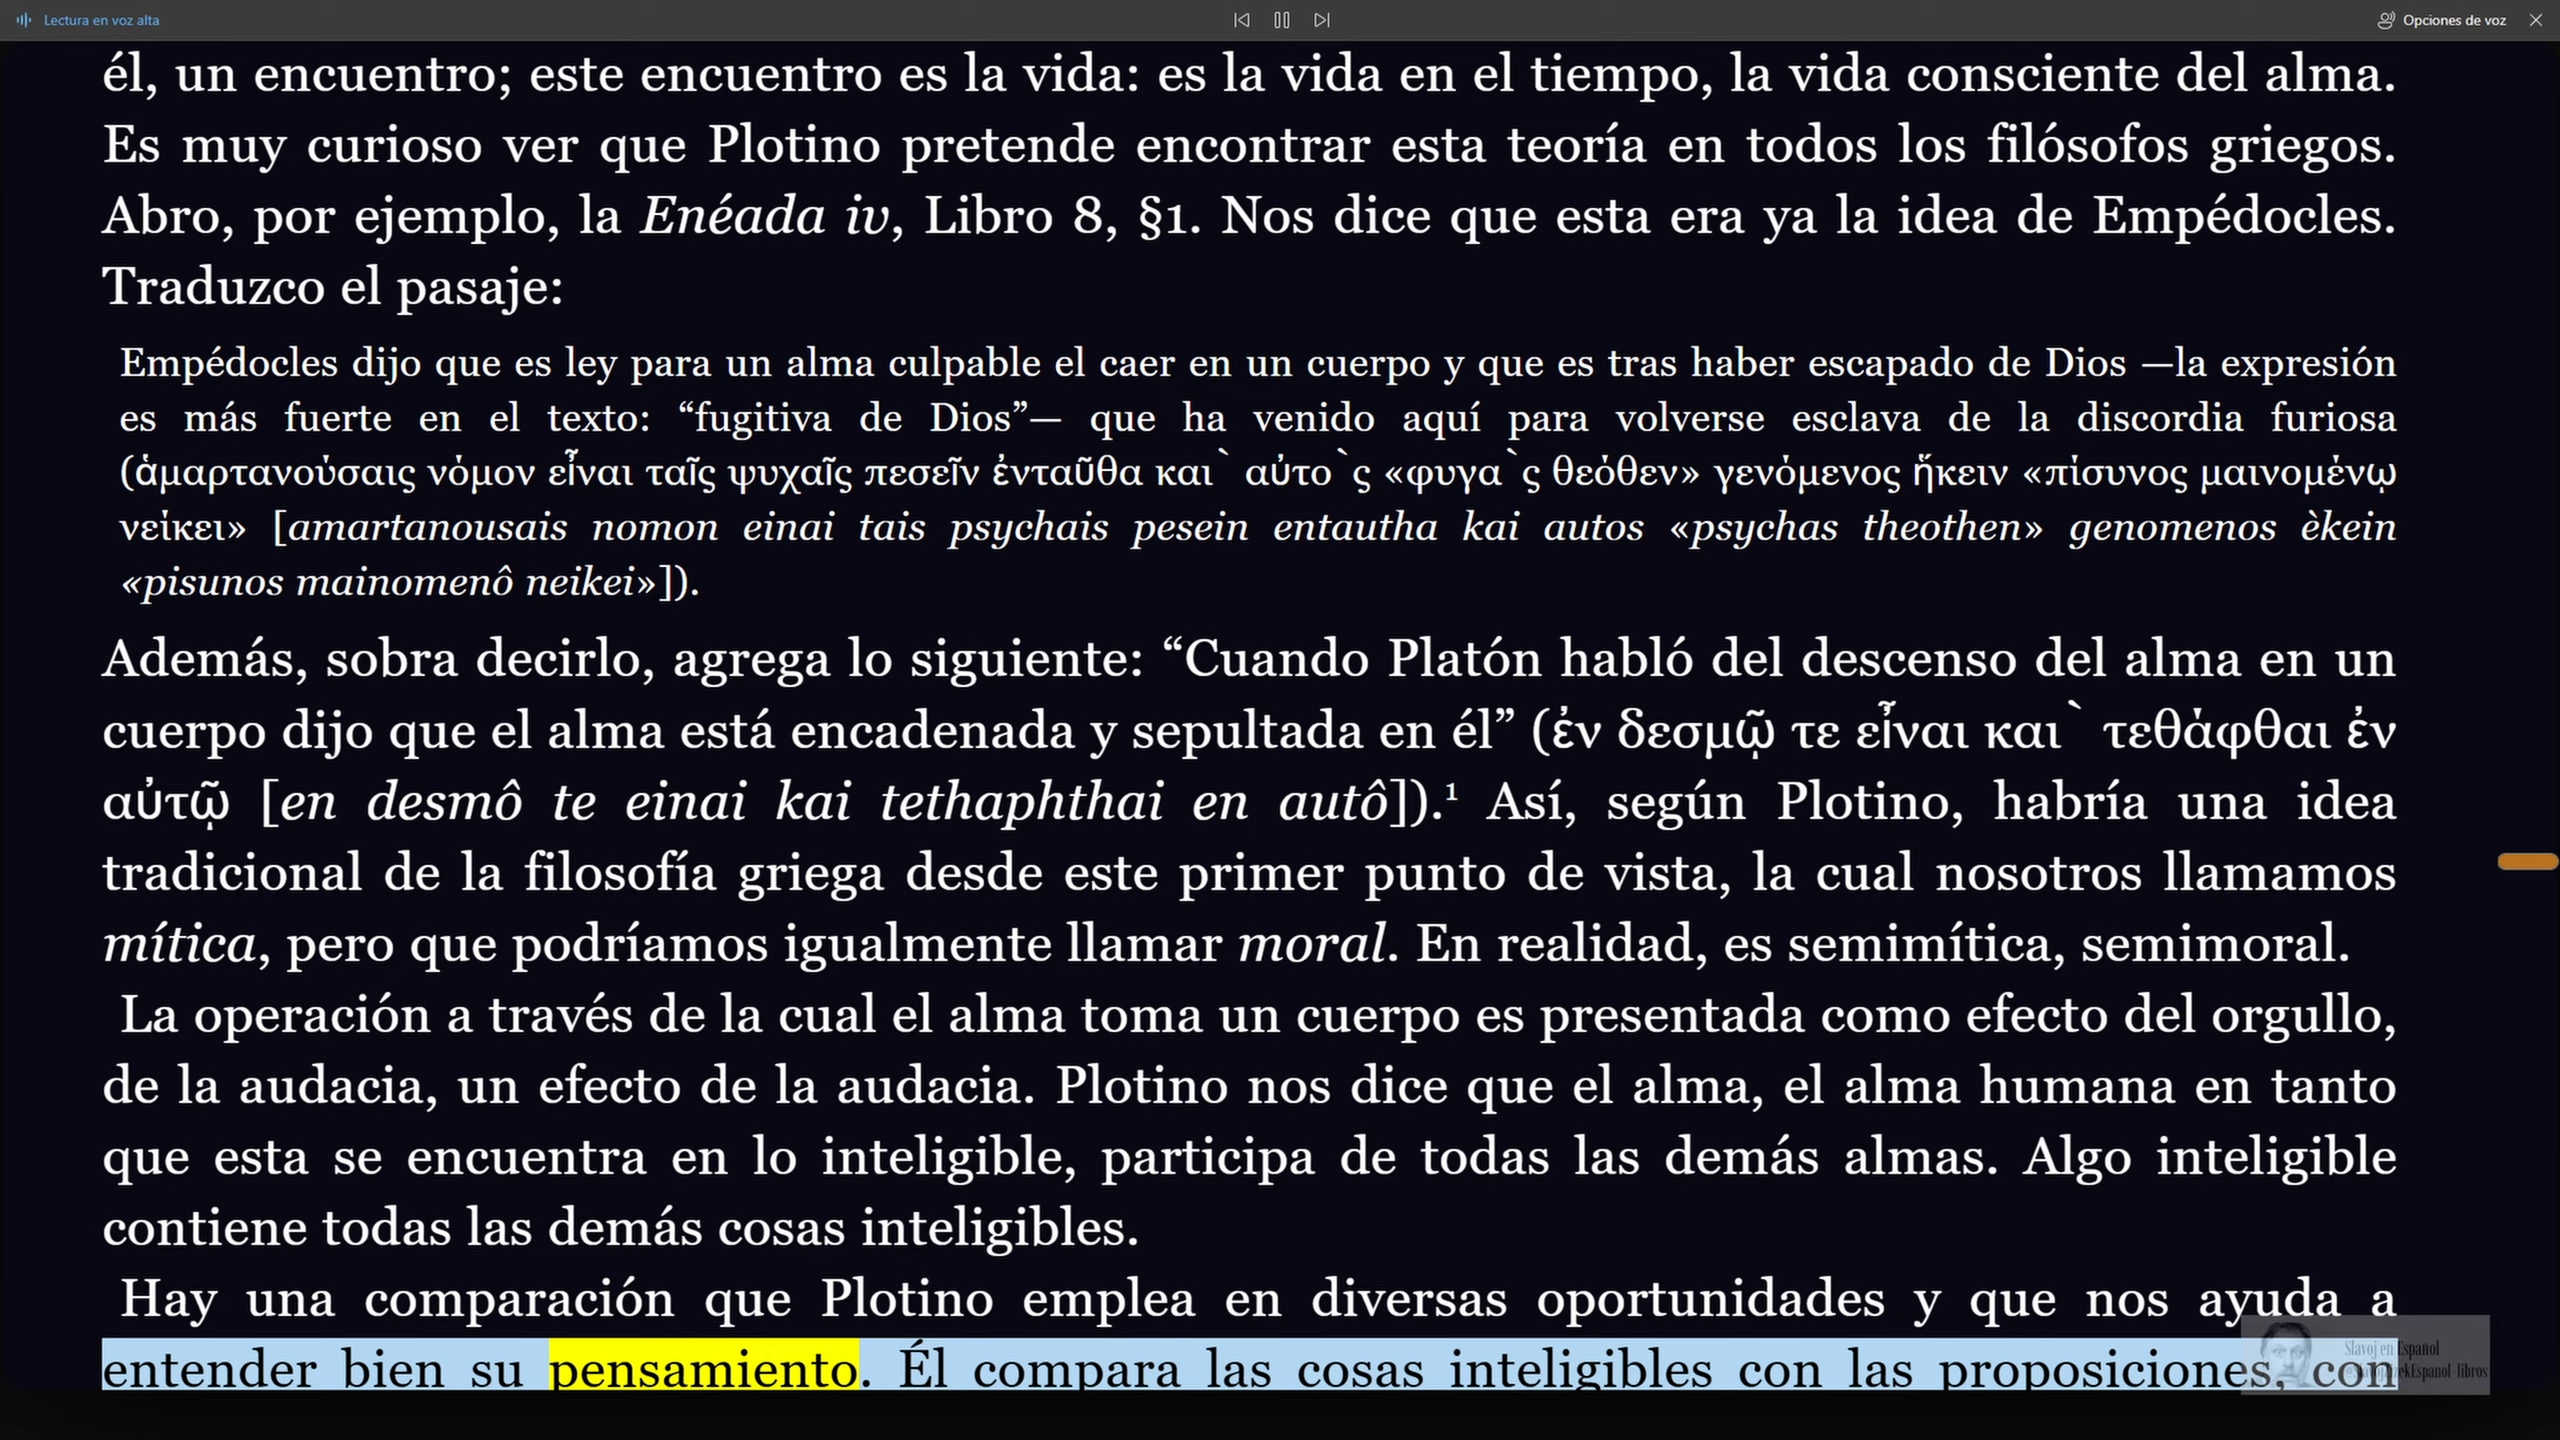 Lectura en voz alta
Opciones de voz
él, un encuentro; este encuentro es la vida: es la vida en el tiempo, la vida consciente del alma.
Es muy curioso ver que Plotino pretende encontrar esta teoría en todos los filósofos griegos.
Abro, por ejemplo, la Enéada iv, Libro 8, §1. Nos dice que esta era ya la idea de Empédocles.
Traduzco el pasaje:
Empédocles dijo que es ley para un alma culpable el caer en un cuerpo y que es tras haber escapado de Dios —la expresión
es más fuerte en el texto: “fugitiva de Dios”— que ha venido aquí para volverse esclava de la discordia furiosa
(ἁμαρτανούσαις νόμον εἶναι ταῖς ψυχαῖς πεσεῖν ἐνταῦθα και` αὐτο`ς «φυγα`ς θεόθεν» γενόμενος ἥκειν «πίσυνος μαινομένῳ
νείκει» [amartanousais nomon einai tais psychais pesein entautha kai autos «psychas theothen» genomenos èkein
«pisunos mainomenô neikei»]).
Además, sobra decirlo, agrega lo siguiente: “Cuando Platón habló del descenso del alma en un
cuerpo dijo que el alma está encadenada y sepultada en él” (ἐν δεσμῷ τε εἶναι και` τεθάφθαι ἐν
αὐτῷ [en desmô te einai kai tethaphthai en autô]).¹ Así, según Plotino, habría una idea
tradicional de la filosofía griega desde este primer punto de vista, la cual nosotros llamamos
mítica, pero que podríamos igualmente llamar moral. En realidad, es semimítica, semimoral.
La operación a través de la cual el alma toma un cuerpo es presentada como efecto del orgullo,
de la audacia, un efecto de la audacia. Plotino nos dice que el alma, el alma humana en tanto
que esta se encuentra en lo inteligible, participa de todas las demás almas. Algo inteligible
contiene todas las demás cosas inteligibles.
Hay una comparación que Plotino emplea en diversas oportunidades y que nos ayuda a
entender bien su pensamiento. Él compara las cosas inteligibles con las proposiciones, con
Slavoj en Español